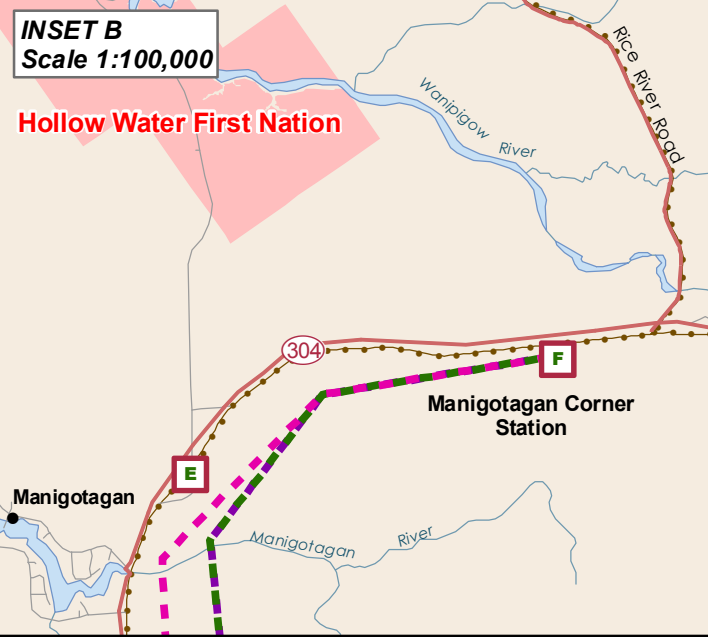 INSET B
Scale 1:100,000
Hollow Water First Nation
Wanipigow
River
Rice River Road
304
F
Manigotagan Corner
Station
E
Manigotagan
Manigotagan
River